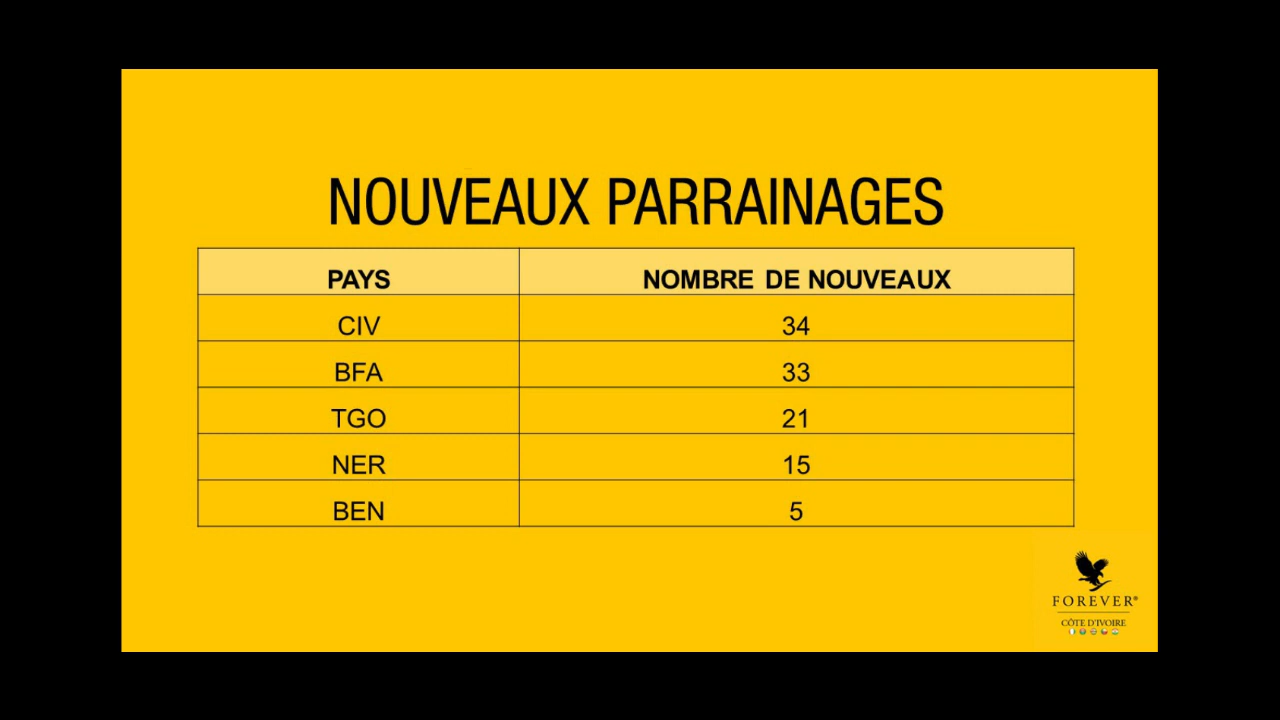 NOUVEAUX PARRAINAGES
PAYS NOMBRE DE NOUVEAUX
CIV 34
BFA 33
TGO 21
NER 15
BEN 5
FOREVER®
CÔTE D'IVOIRE